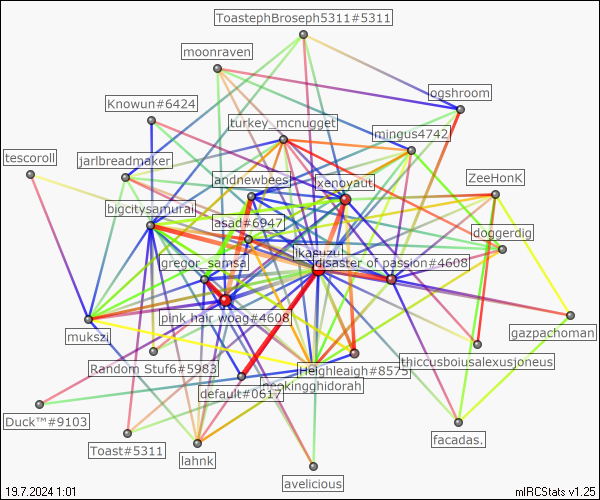 ToastephBroseph5311#5311
moonraven
ogshroom
Knowun#6424
turkey_mcnugget
mingus4742
tescoroll
jarlbreadmaker
andnewbees
xenoyaut
ZeeHonK
bigcitysamurai
asad#6947
doggerdig
ikasuzu
gregor_samsa
disaster of passion#4608
pink hair woag#4608
gazpachoman
mukszi
thiccusboiusalexusjoneus
Random Stuf6#5983
Heighleagh#8575
default#0617
geekingghidorah
Duck™#9103
facadas.
Toast#5311
lahnk
avelicious
19.7.2024 1:01
mIRCStats v1.25